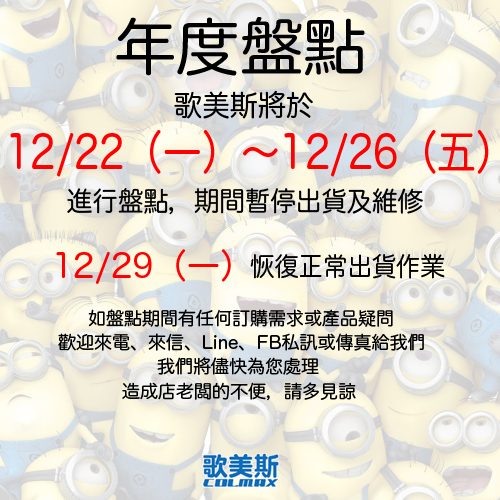 年度盤點
歌美斯將於
12/22（一）～12/26（五）
進行盤點，期間暫停出貨及維修
12/29（一）恢復正常出貨作業
如盤點期間有任何訂購需求或產品疑問
歡迎來電、來信、Line、FB私訊或傳真給我們
我們將儘快為您處理
造成店老闆的不便，請多見諒
歌美斯
COLMAX